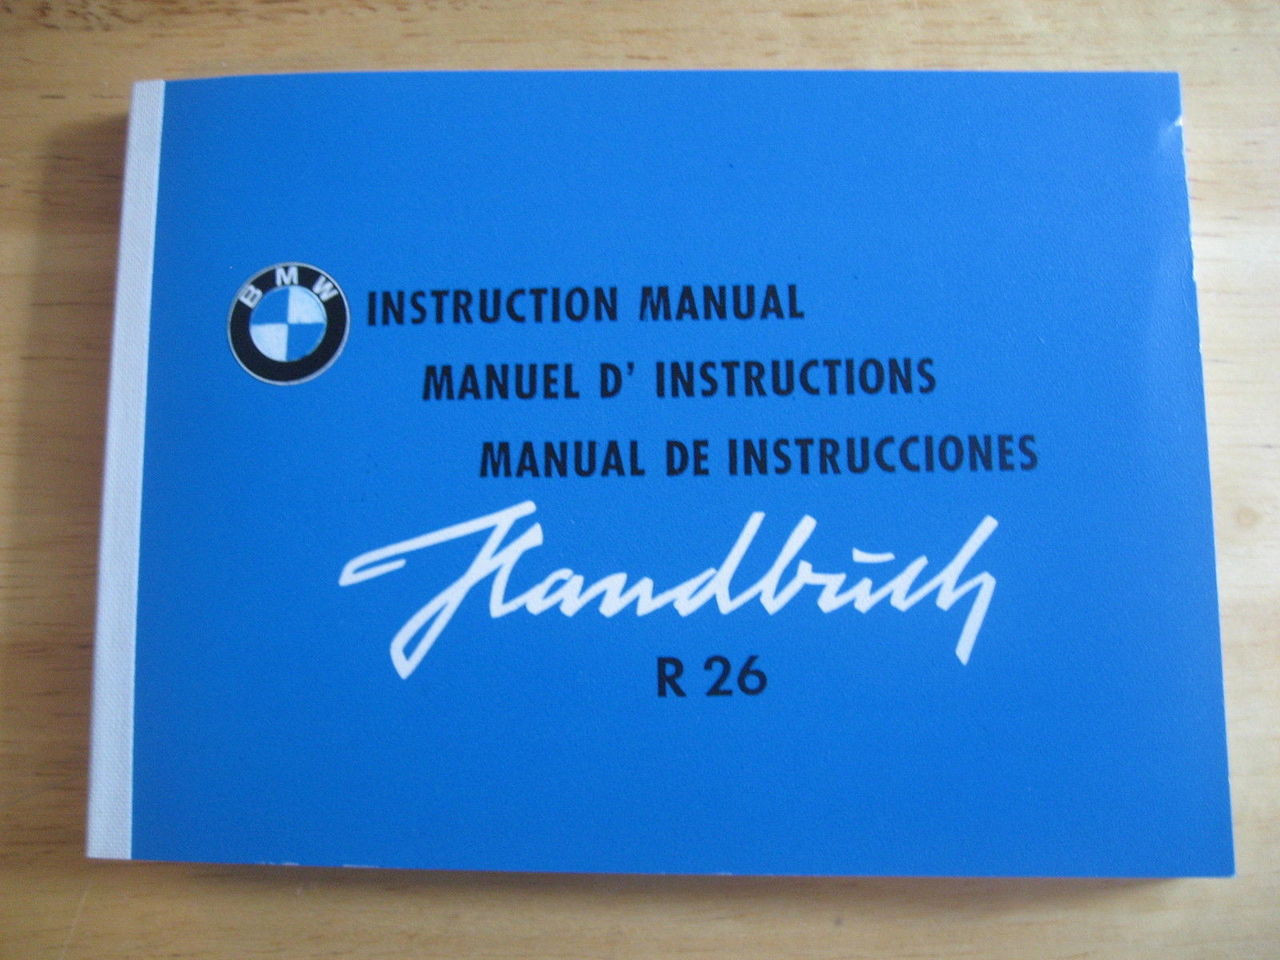 BMW
INSTRUCTION MANUAL
MANUEL D' INSTRUCTIONS
MANUAL DE INSTRUCCIONES
Handbuch
R 26